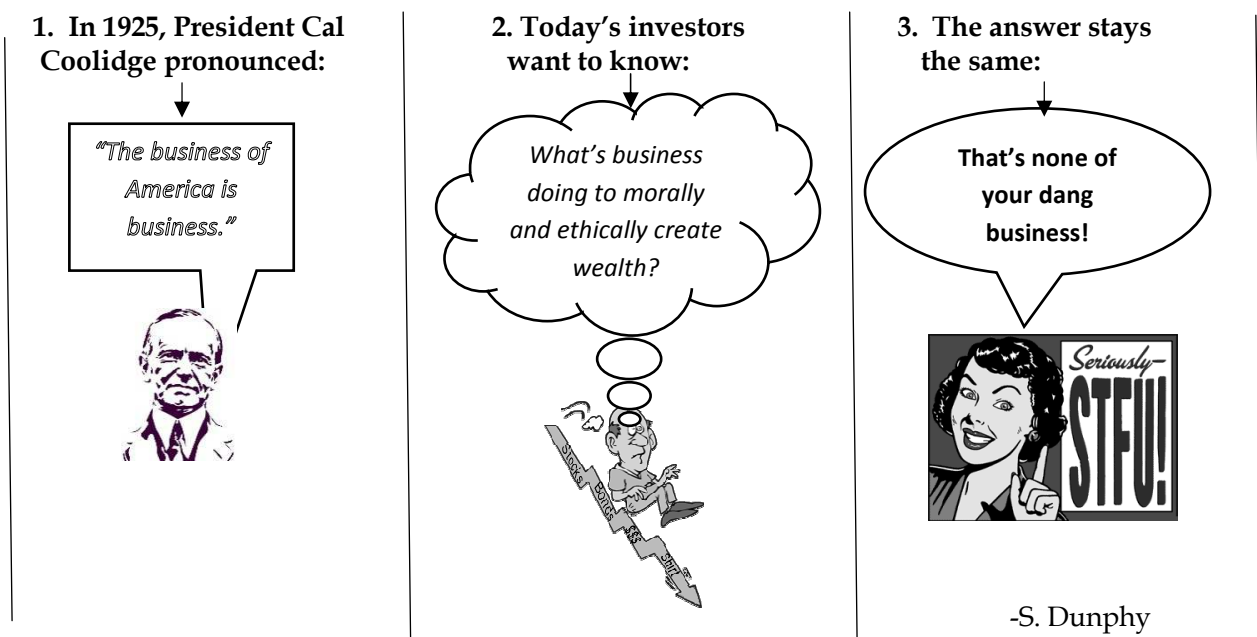 1. In 1925, President Cal
Coolidge pronounced:
“The business of
America is
business.”
2. Today’s investors
want to know:
What’s business
doing to morally
and ethically create
wealth?
Stocks
Bonds
$$$
Shirt
3. The answer stays
the same:
That’s none of
your dang
business!
Seriously–
STFU!
-S. Dunphy